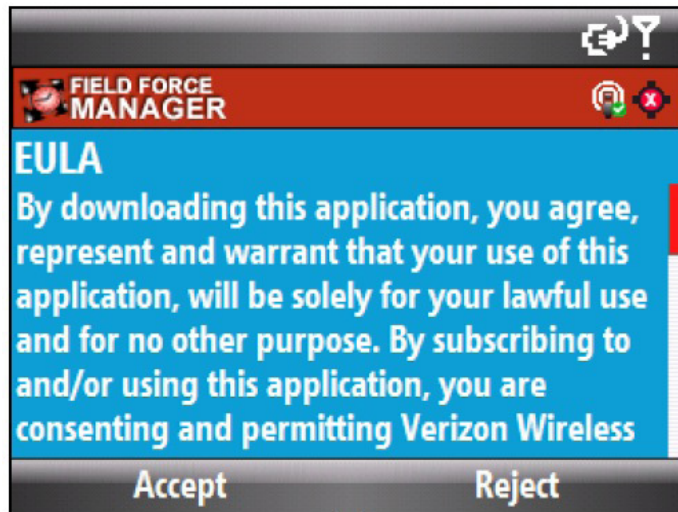 FIELD FORCE
MANAGER
EULA
By downloading this application, you agree,
represent and warrant that your use of this
application, will be solely for your lawful use
and for no other purpose. By subscribing to
and/or using this application, you are
consenting and permitting Verizon Wireless
Accept Reject